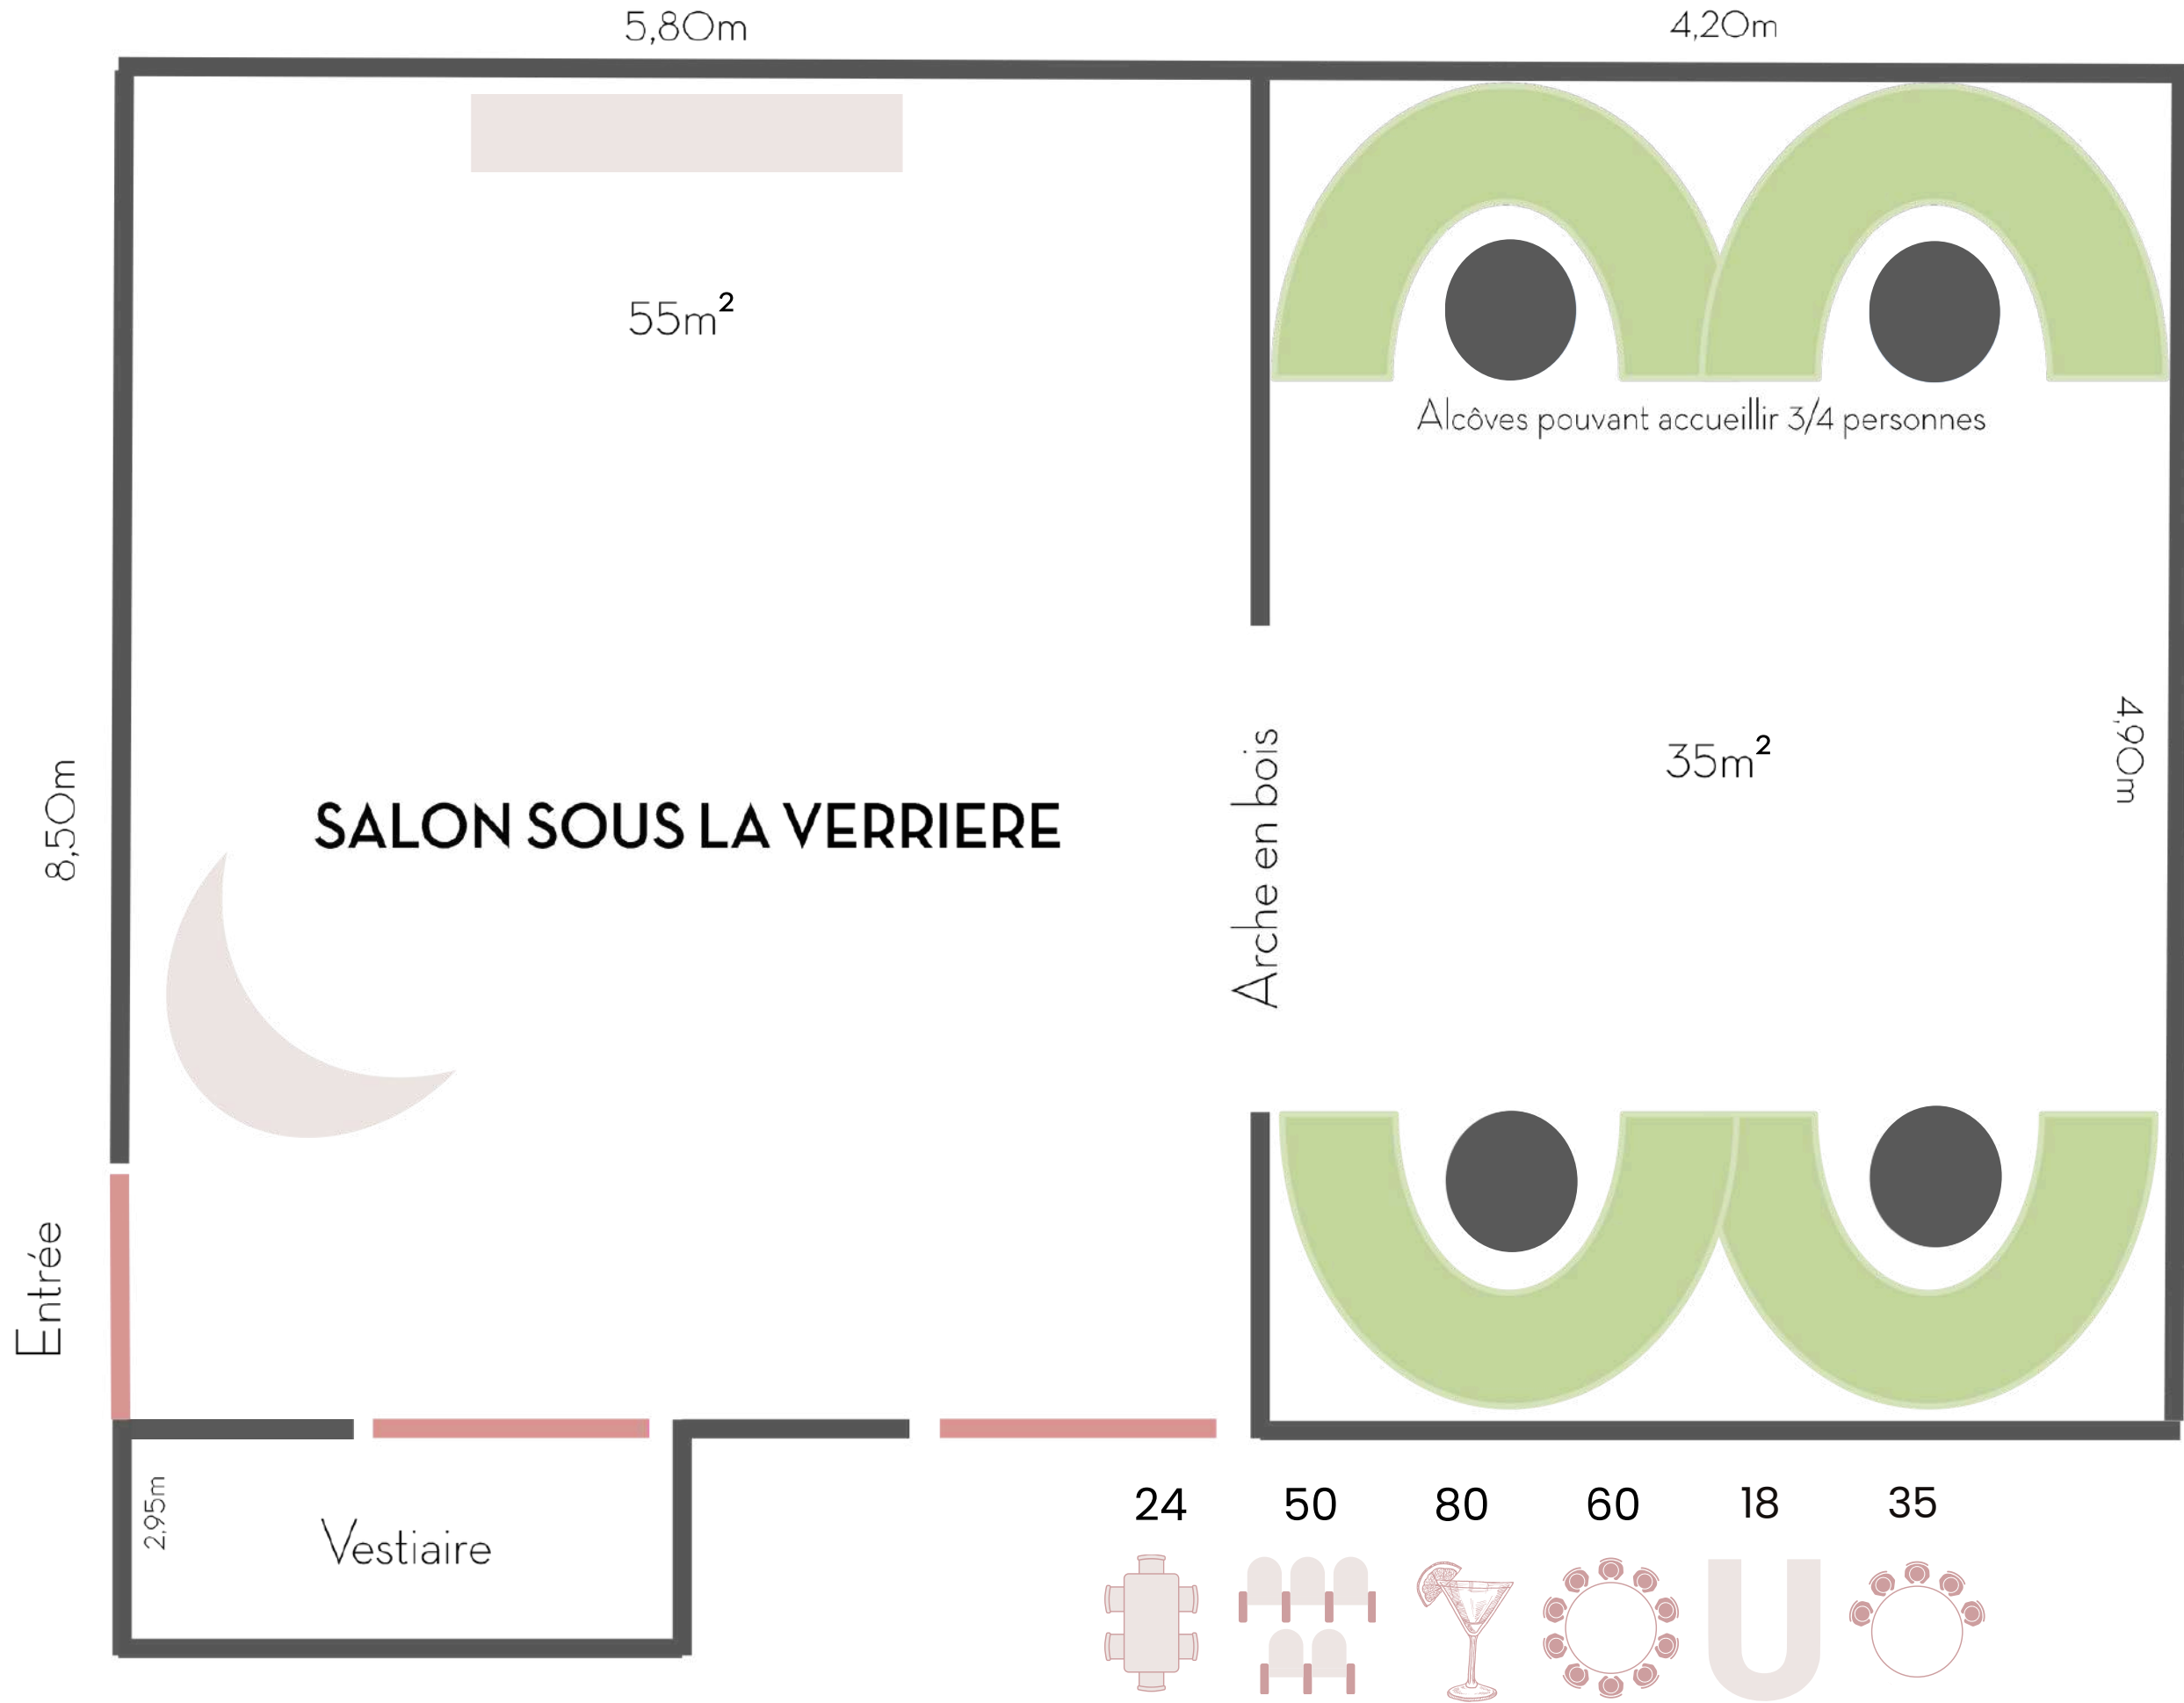 5,80m
4,20m
55m²
Alcôves pouvant accueillir 3/4 personnes
8,50m
SALON SOUS LA VERRIERE
Arche en bois
35m²
4,90m
Entrée
2,95m
Vestiaire
24 50 80 60 18 35